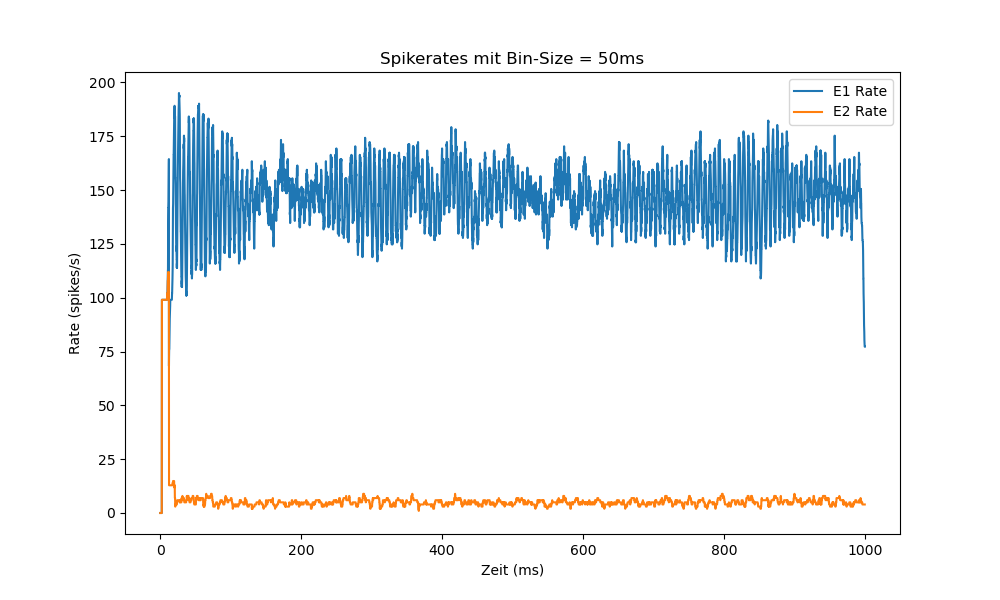 Spikerates mit Bin-Size = 50ms
E1 Rate
E2 Rate
200
175
150
125
100
75
50
25
0
Rate (spikes/s)
0 200 400 600 800 1000
Zeit (ms)